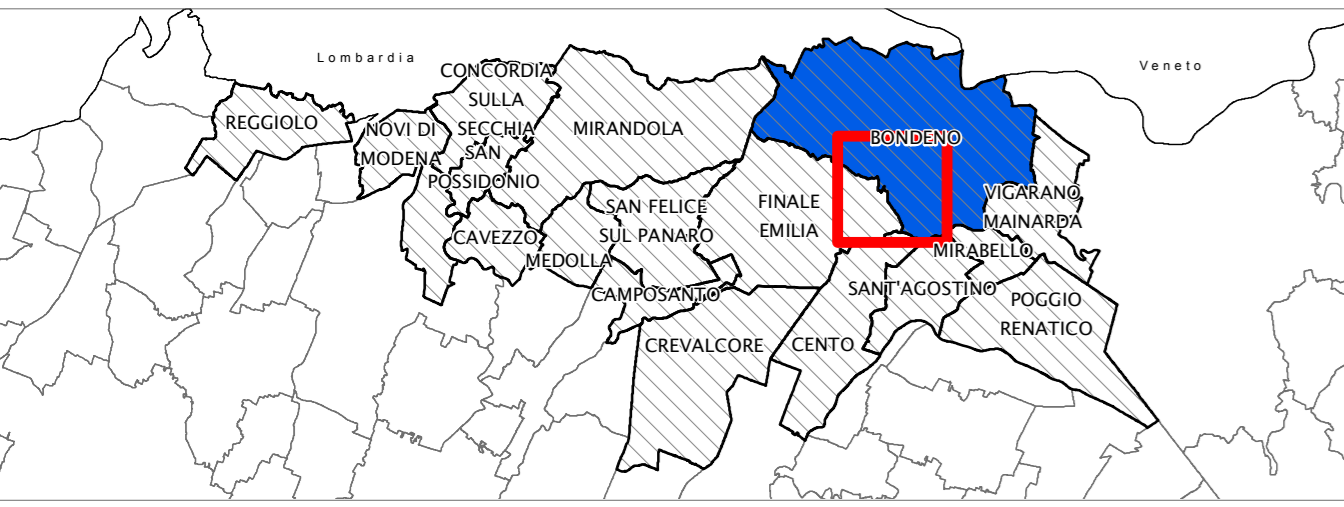 Lombardia
Veneto
CONCORDIA
SULLA
SECCHIA
REGGIOLO
NOVI DI
MODENA
SAN
POSSIDONIO
MIRANDOLA
BONDENO
VIGARANO
MAINARDA
FINALE
EMILIA
SAN FELICE
SUL PANARO
CAVEZZO
MEDOLLA
MIRABELLO
CAMPOSANTO
SANT'AGOSTINO
POGGIO
RENATICO
CREVALCORE
CENTO